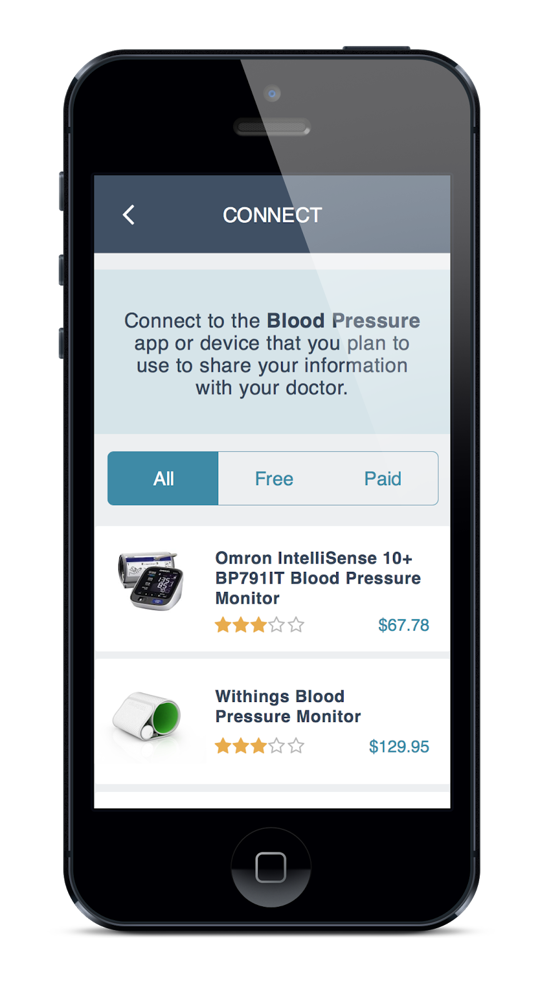 CONNECT
Connect to the Blood Pressure
app or device that you plan to
use to share your information
with your doctor.
All Free Paid
Omron IntelliSense 10+
BP791IT Blood Pressure
Monitor
$67.78
Withings Blood
Pressure Monitor
$129.95